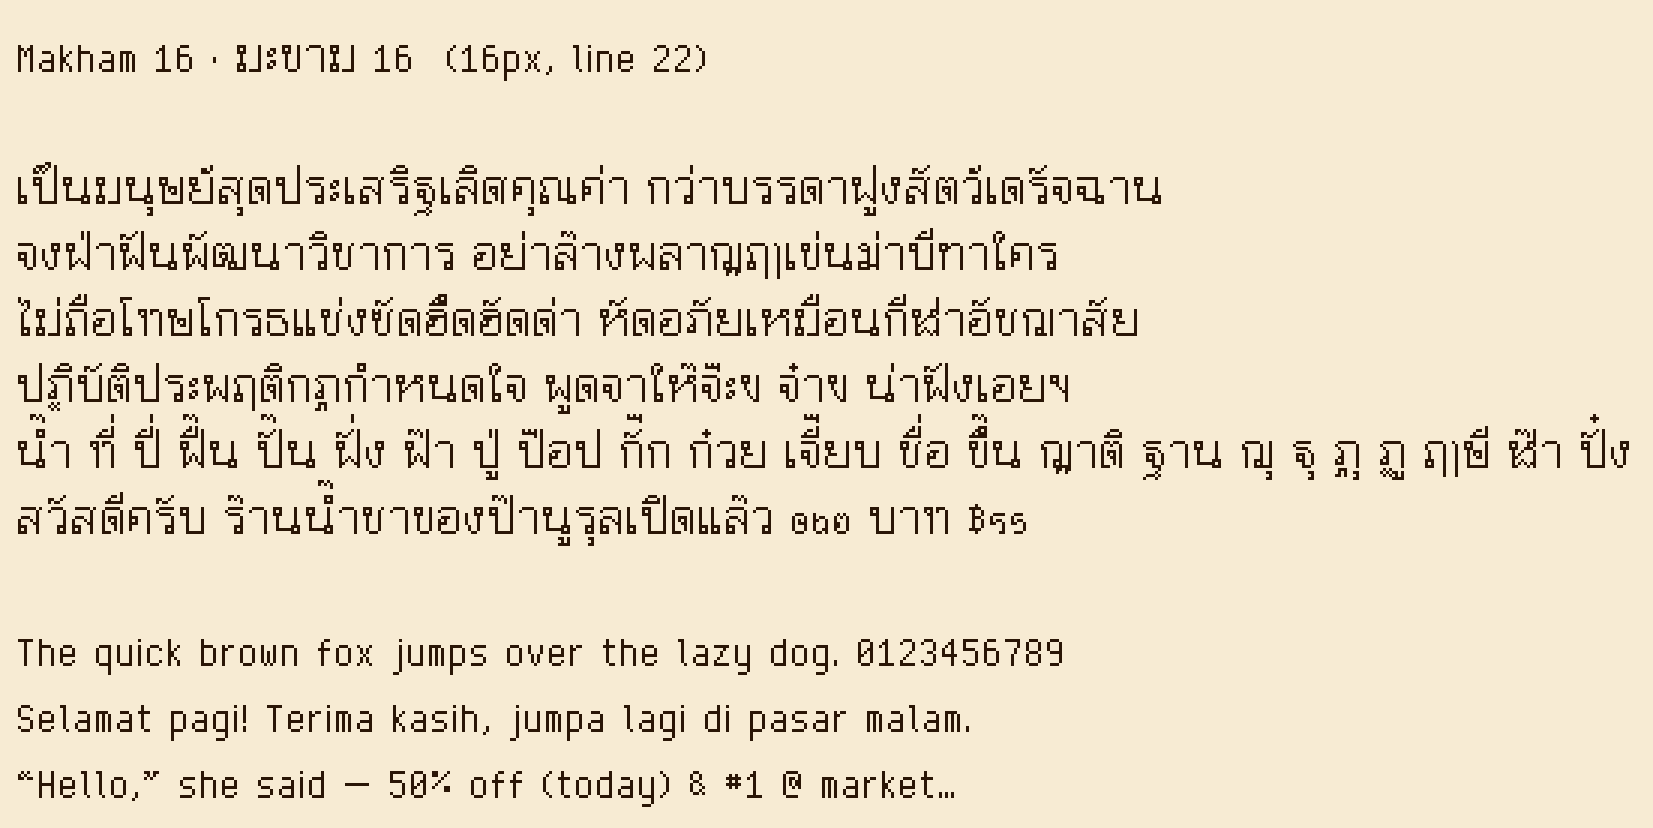 Makham 16 · มะขาม 16 (16px, line 22)
เป็นมนุษย์สุดประเสริฐเลิศคุณค่า กว่าบรรดาฝูงสัตว์เดรัจฉาน
จงฝ่าฟันพัฒนาวิชาการ อย่าล้างผลาญฤๅเข่นฆ่าบีฑาใคร
ไม่ถือโทษโกรธแช่งซัดฮึดฮัดด่า หัดอภัยเหมือนกีฬาอัชฌาสัย
ปฏิบัติประพฤติกฎกำหนดใจ พูดจาให้จ๊ะๆ จ๋าๆ น่าฟังเอยฯ
น้ำ ที่ ปี่ ฟื้น ปั้น ฝั่ง ฟ้า ปู่ ป๊อป กั๊ก ก๋วย เจี๊ยบ ชื่อ ขึ้น ญาติ ฐาน ญุ ฐุ ฎุ ฏู ฤๅษี ฬ้า ปั๋ง
สวัสดีครับ ร้านน้ำชาของป้านูรุลเปิดแล้ว ๑๒๐ บาท ฿๙๙
The quick brown fox jumps over the lazy dog. 0123456789
Selamat pagi! Terima kasih, jumpa lagi di pasar malam.
“Hello,” she said — 50% off (today) & #1 @ market…